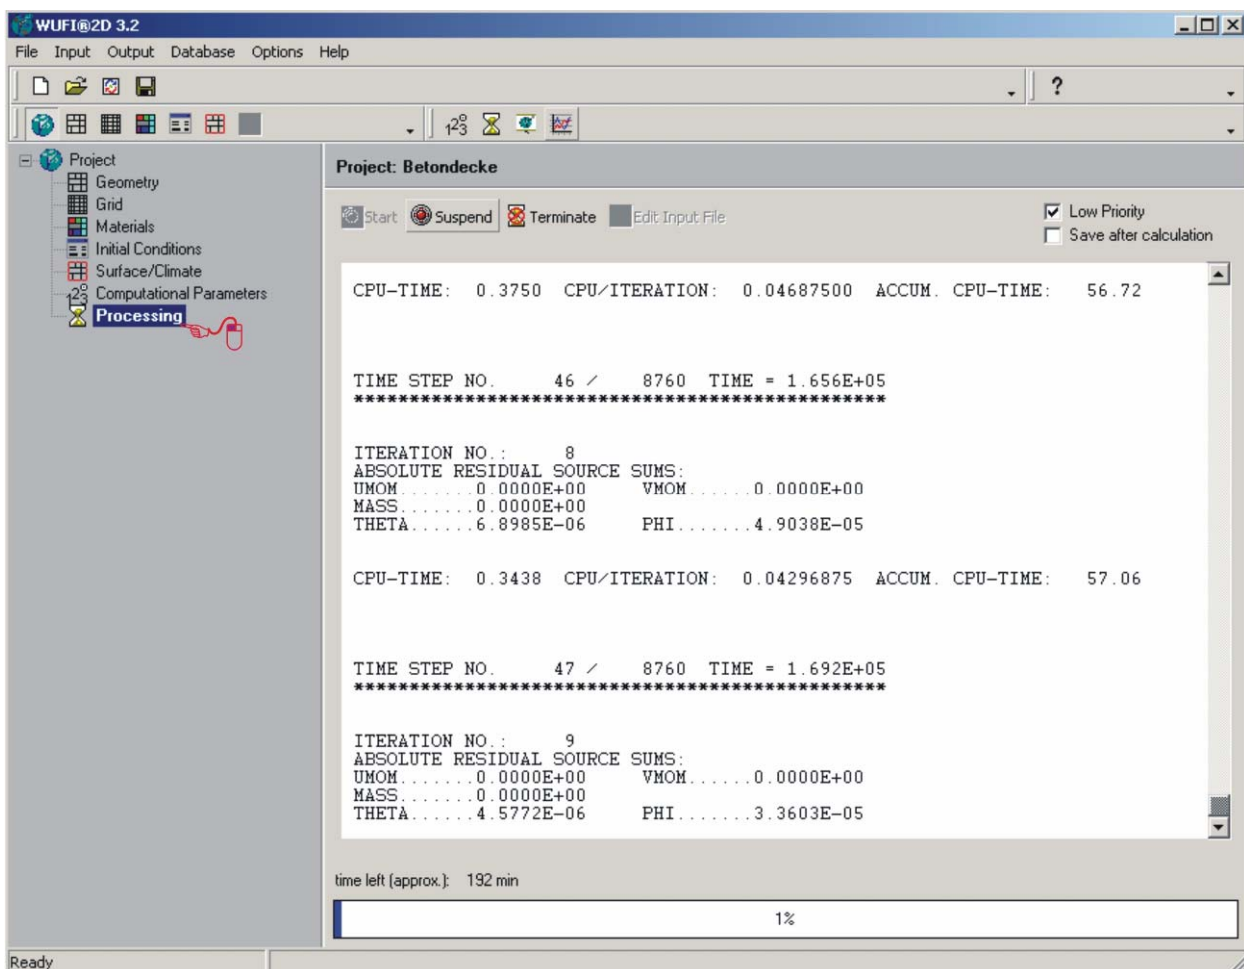 WUFI®2D 3.2
File Input Output Database Options Help
?
123
Project
Geometry
Grid
Materials
Initial Conditions
Surface/Climate
123 Computational Parameters
Processing
Project: Betondecke
Start Suspend Terminate Edit Input File
Low Priority
Save after calculation
CPU-TIME: 0.3750 CPU/ITERATION: 0.04687500 ACCUM. CPU-TIME: 56.72
TIME STEP NO. 46 / 8760 TIME = 1.656E+05
************************************************
ITERATION NO.: 8
ABSOLUTE RESIDUAL SOURCE SUMS:
UMOM.......0.0000E+00 VMOM......0.0000E+00
MASS.......0.0000E+00
THETA......6.8985E-06 PHI.......4.9038E-05
CPU-TIME: 0.3438 CPU/ITERATION: 0.04296875 ACCUM. CPU-TIME: 57.06
TIME STEP NO. 47 / 8760 TIME = 1.692E+05
************************************************
ITERATION NO.: 9
ABSOLUTE RESIDUAL SOURCE SUMS:
UMOM.......0.0000E+00 VMOM......0.0000E+00
MASS.......0.0000E+00
THETA......4.5772E-06 PHI.......3.3603E-05
time left (approx.): 192 min
1%
Ready